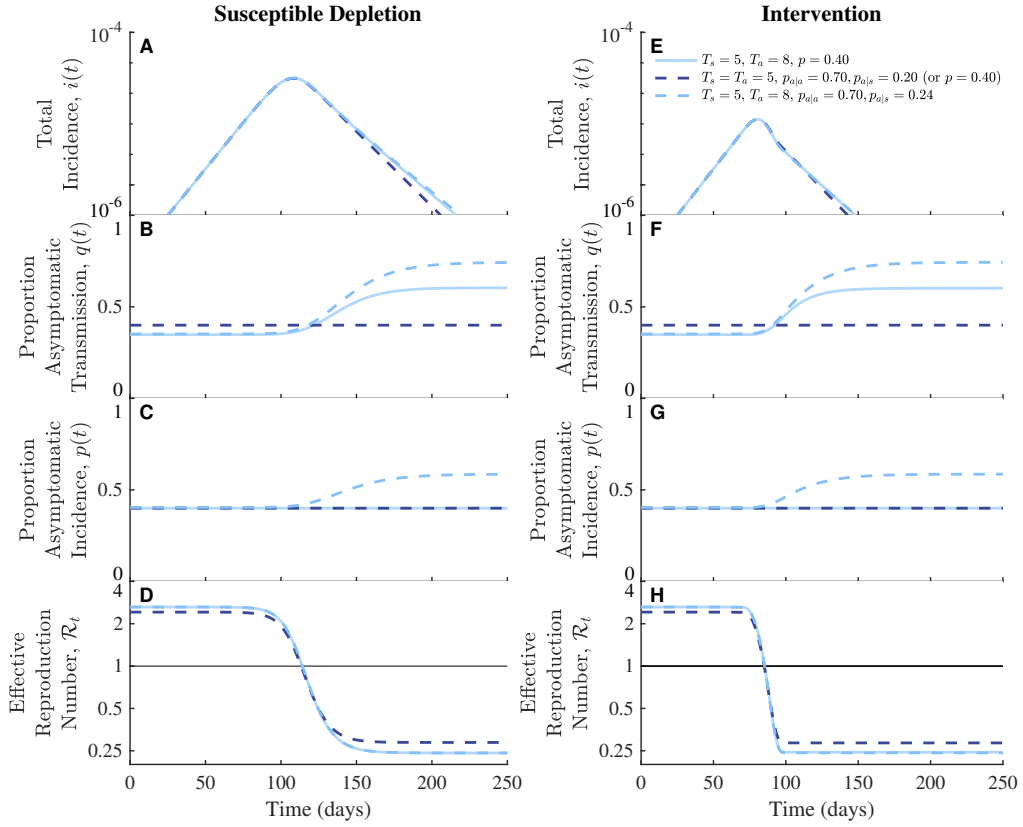 Susceptible Depletion
Intervention
A
10^-4
Total
Incidence, i(t)
10^-6
E
10^-4
Total
Incidence, i(t)
10^-6
T_s = 5, T_a = 8, p = 0.40
T_s = T_a = 5, p_{a|a} = 0.70, p_{a|s} = 0.20 (or p = 0.40)
T_s = 5, T_a = 8, p_{a|a} = 0.70, p_{a|s} = 0.24
B
1
0.5
0
Proportion
Asymptomatic
Transmission, q(t)
F
1
0.5
0
Proportion
Asymptomatic
Transmission, q(t)
C
1
0.5
0
Proportion
Asymptomatic
Incidence, p(t)
G
1
0.5
0
Proportion
Asymptomatic
Incidence, p(t)
D
4
2
1
0.5
0.25
Effective
Reproduction
Number, R_t
0 50 100 150 200 250
Time (days)
H
4
2
1
0.5
0.25
Effective
Reproduction
Number, R_t
0 50 100 150 200 250
Time (days)